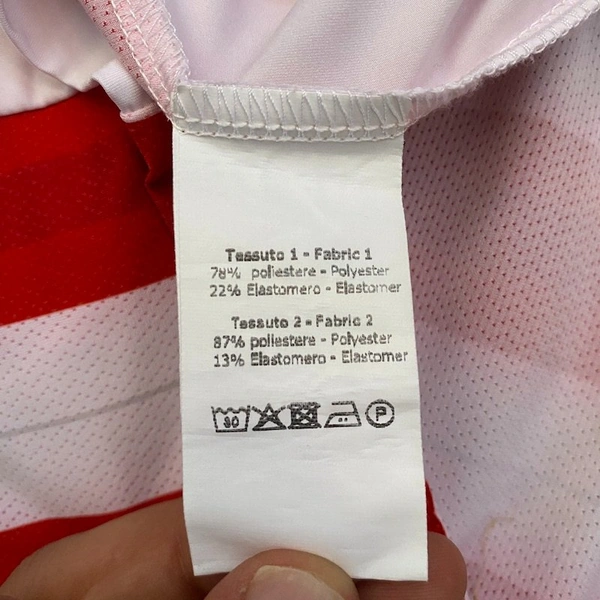 Tessuto 1 - Fabric 1
78% poliestere - Polyester
22% Elastomero - Elastomer
Tessuto 2 - Fabric 2
87% poliestere - Polyester
13% Elastomero - Elastomer
30 P